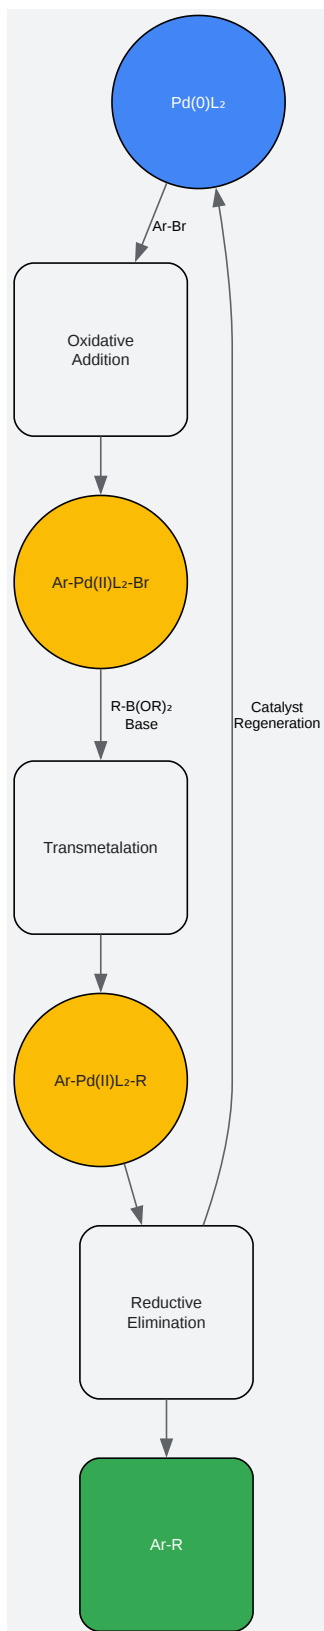 Pd(0)L₂
Ar-Br
Oxidative
Addition
Ar-Pd(II)L₂-Br
R-B(OR)₂
Base
Catalyst
Regeneration
Transmetalation
Ar-Pd(II)L₂-R
Reductive
Elimination
Ar-R